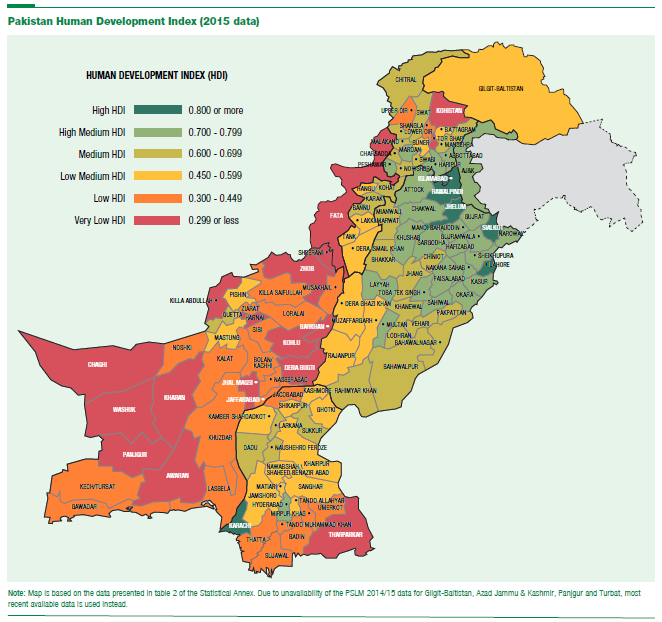 Pakistan Human Development Index (2015 data)
HUMAN DEVELOPMENT INDEX (HDI)
High HDI 0.800 or more
High Medium HDI 0.700 - 0.799
Medium HDI 0.600 - 0.699
Low Medium HDI 0.450 - 0.599
Low HDI 0.300 - 0.449
Very Low HDI 0.299 or less
CHITRAL
GILGIT-BALTISTAN
UPPER DIR
SWAT
KOHISTAN
SHANGLA
LOWER DIR
BATTAGRAM
MALAKAND
BUNER
TOR GHAR
MANSEHRA
CHARSADDA
MARDAN
ABBOTTABAD
PESHAWAR
SWABI
HARIPUR
NOWSHERA
AJ&K
ISLAMABAD
HANGU
KOHAT
ATTOCK
RAWALPINDI
KARAK
BANNU
FATA
MIANWALI
CHAKWAL
JHELUM
GUJRAT
LAKKI MARWAT
MANDI BAHAUDDIN
SIALKOT
NAROWAL
TANK
KHUSHAB
GUJRANWALA
SARGODHA
HAFIZABAD
DERA ISMAIL KHAN
SHEERANI
BHAKKAR
CHINIOT
SHEIKHUPURA
LAHORE
ZHOB
JHANG
NAKANA SAHAB
FAISALABAD
KASUR
MUSAKHAIL
LAYYAH
TOBA TEK SINGH
OKARA
KILLA ABDULLAH
PISHIN
KILLA SAIFULLAH
DERA GHAZI KHAN
KHANEWAL
SAHIWAL
PAKPATTAN
ZIARAT
HARNAI
LORALAI
QUETTA
MUZAFFARGARH
MULTAN
VEHARI
SIBI
BARKHAN
LODHRAN
BAHAWALNAGAR
MASTUNG
NOSHKI
KOHLU
RAJANPUR
KALAT
BOLAN/
KACHHI
DERA BUGTI
BAHAWALPUR
CHAGHI
JHAL MAGSI
NASEERABAD
KHARAN
JAFFARABAD
JACOBABAD
KASHMORE
RAHIMYAR KHAN
WASHUK
SHIKARPUR
GHOTKI
KAMBER SHAHDADKOT
LARKANA
SUKKUR
KHUZDAR
DADU
NAUSHEHRO FEROZE
PANJGUR
NAWABSHAH/
SHAHEED BENAZIR ABAD
KHAIRPUR
AWARAN
KECH/TURBAT
LASBELA
MATIARI
SANGHAR
JAMSHORO
GAWADAR
HYDERABAD
TANDO ALLAHYAR
UMERKOT
MIRPUR KHAS
KARACHI
TANDO MUHAMMAD KHAN
THATTA
BADIN
THARPARKAR
SUJAWAL
Note: Map is based on the data presented in table 2 of the Statistical Annex. Due to unavailability of the PSLM 2014/15 data for Gilgit-Baltistan, Azad Jammu & Kashmir, Panjgur and Turbat, most
recent available data is used instead.